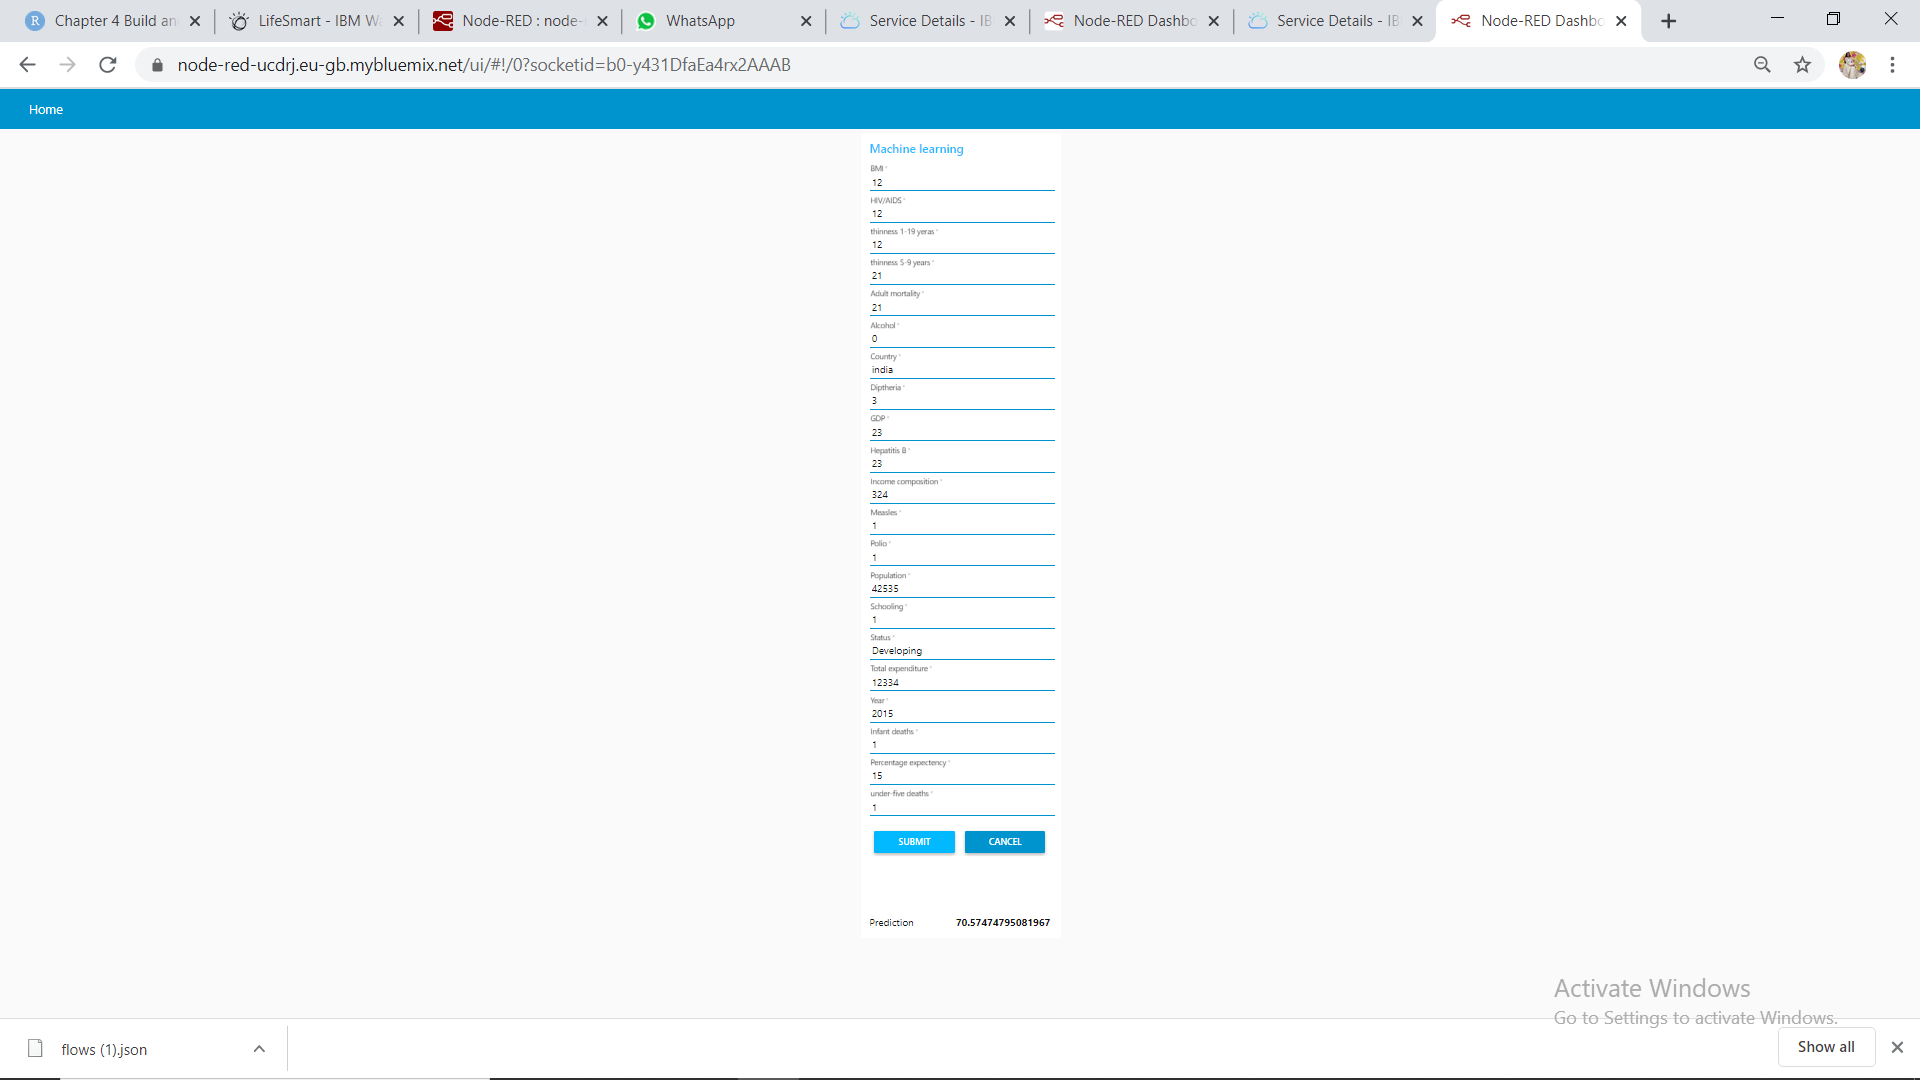 Chapter 4 Build an
LifeSmart - IBM Wa
Node-RED : node-
WhatsApp
Service Details - IB
Node-RED Dashbo
Service Details - IB
Node-RED Dashbo
node-red-ucdrj.eu-gb.mybluemix.net/ui/#!/0?socketid=b0-y431DfaEa4rx2AAAB
Home
Machine learning
BMI *
12
HIV/AIDS *
12
thinness 1-19 yeras *
12
thinness 5-9 years *
21
Adult mortality *
21
Alcohol *
0
Country *
india
Diptheria *
3
GDP *
23
Hepatitis B *
23
Income composition *
324
Measles *
1
Polio *
1
Population *
42535
Schooling *
1
Status *
Developing
Total expenditure *
12334
Year *
2015
Infant deaths *
1
Percentage expectency *
15
under-five deaths *
1
SUBMIT CANCEL
Prediction 70.57474795081967
Activate Windows
Go to Settings to activate Windows.
flows (1).json
Show all